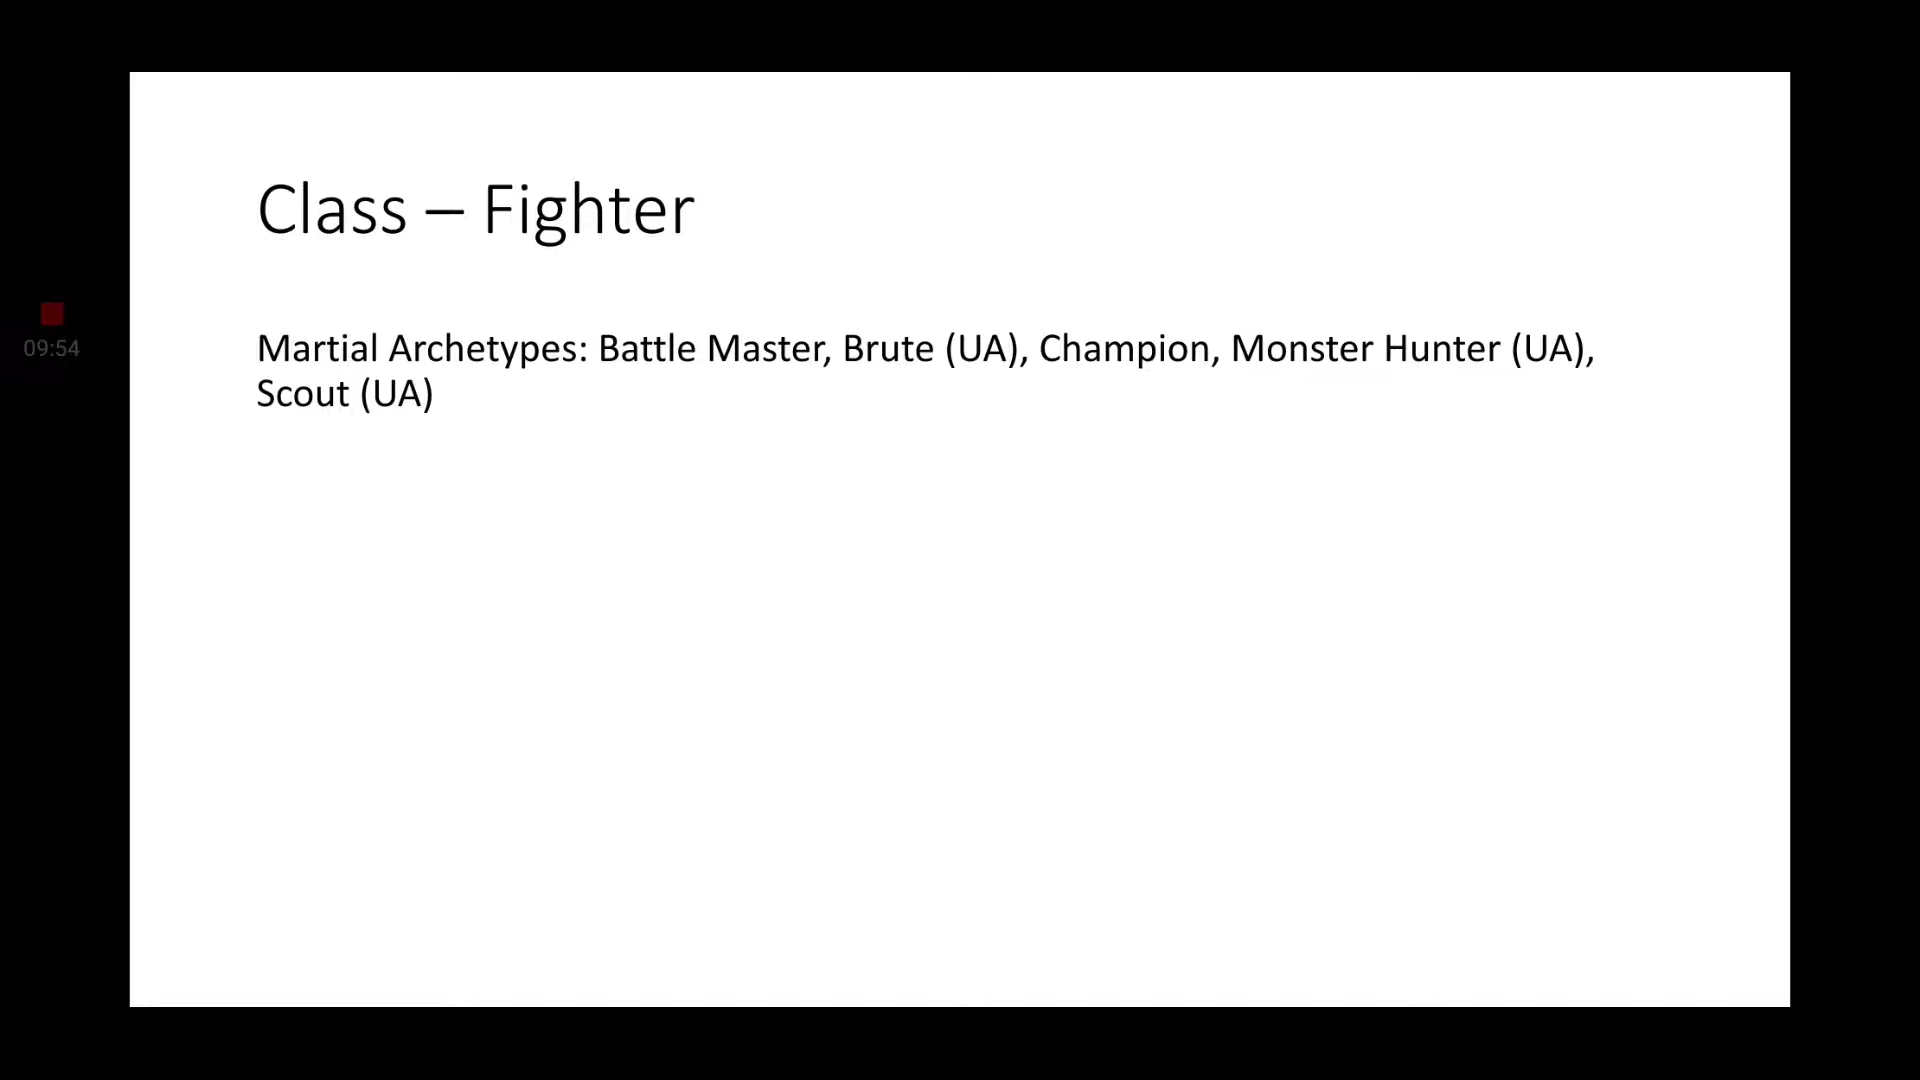 Class – Fighter
09:54
Martial Archetypes: Battle Master, Brute (UA), Champion, Monster Hunter (UA),
Scout (UA)